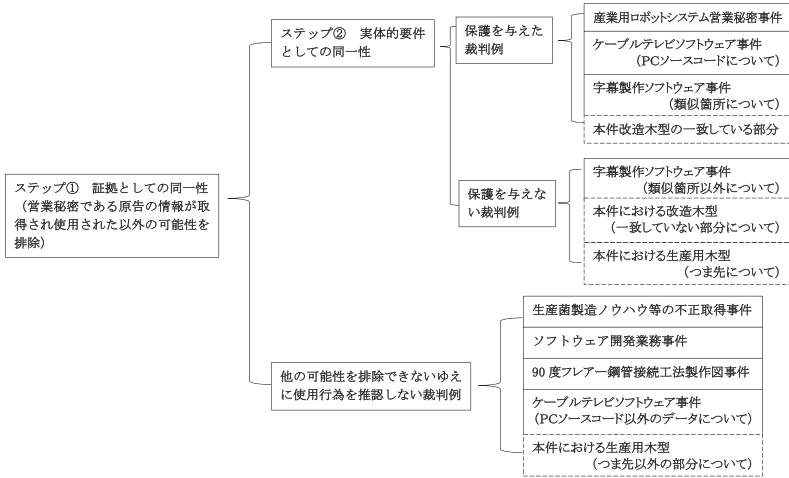 ステップ① 証拠としての同一性
(営業秘密である原告の情報が取
得され使用された以外の可能性を
排除)
ステップ② 実体的要件
としての同一性
保護を与えた
裁判例
産業用ロボットシステム営業秘密事件
ケーブルテレビソフトウェア事件
(PCソースコードについて)
字幕製作ソフトウェア事件
(類似箇所について)
本件改造木型の一致している部分
保護を与えな
い裁判例
字幕製作ソフトウェア事件
(類似箇所以外について)
本件における改造木型
(一致していない部分について)
本件における生産用木型
(つま先について)
他の可能性を排除できないゆえ
に使用行為を推認しない裁判例
生産菌製造ノウハウ等の不正取得事件
ソフトウェア開発業務事件
90度フレアー鋼管接続工法製作図事件
ケーブルテレビソフトウェア事件
(PCソースコード以外のデータについて)
本件における生産用木型
(つま先以外の部分について)